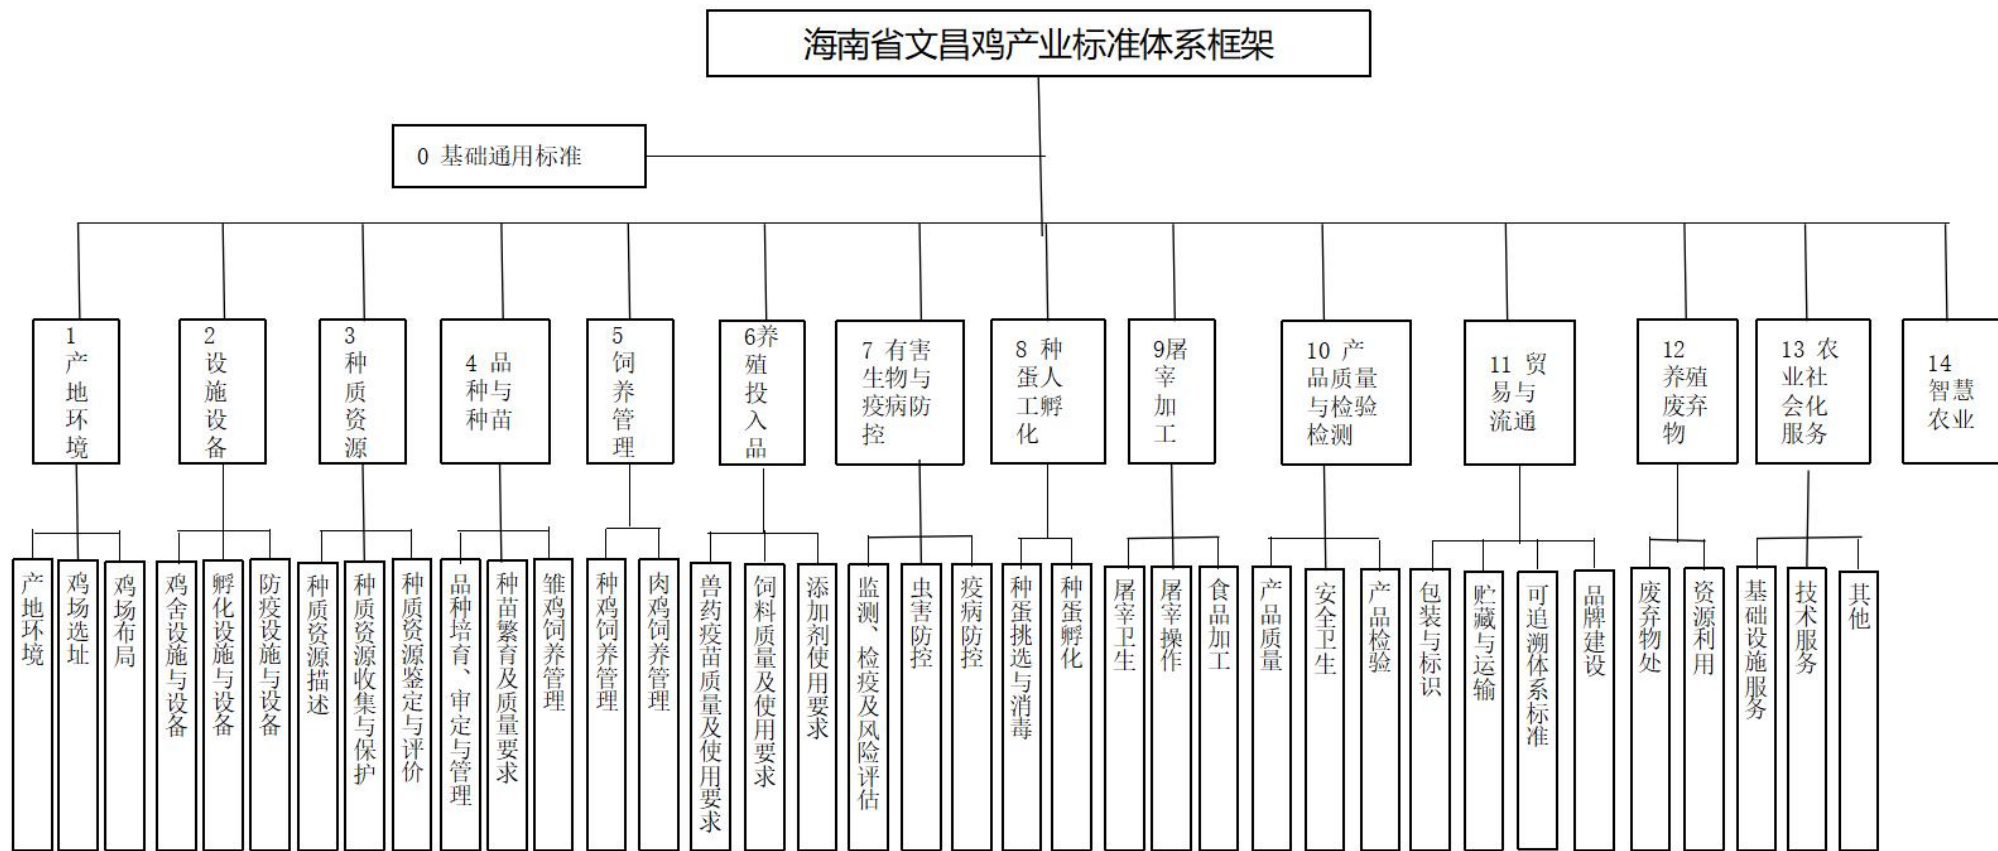 海南省文昌鸡产业标准体系框架
0 基础通用标准
1
产地环境
2
设施设备
3
种质资源
4 品
种与
种苗
5
饲养管理
6养
殖投入品
7 有害
生物与
疫病防
控
8 种
蛋人
工孵
化
9屠
宰加工
10 产
品质量
与检验
检测
11 贸
易与
流通
12
养殖
废弃
物
13 农
业社
会化
服务
14
智慧
农业
产地环境
鸡场选址
鸡场布局
鸡舍设施与设备
孵化设施与设备
防疫设施与设备
种质资源描述
种质资源收集与保护
种质资源鉴定与评价
品种培育、审定与管理
种苗繁育及质量要求
雏鸡饲养管理
种鸡饲养管理
肉鸡饲养管理
兽药疫苗质量及使用要求
饲料质量及使用要求
添加剂使用要求
监测、检疫及风险评估
虫害防控
疫病防控
种蛋挑选与消毒
种蛋孵化
屠宰卫生
屠宰操作
食品加工
产品质量
安全卫生
产品检验
包装与标识
贮藏与运输
可追溯体系标准
品牌建设
废弃物处
资源利用
基础设施服务
技术服务
其他